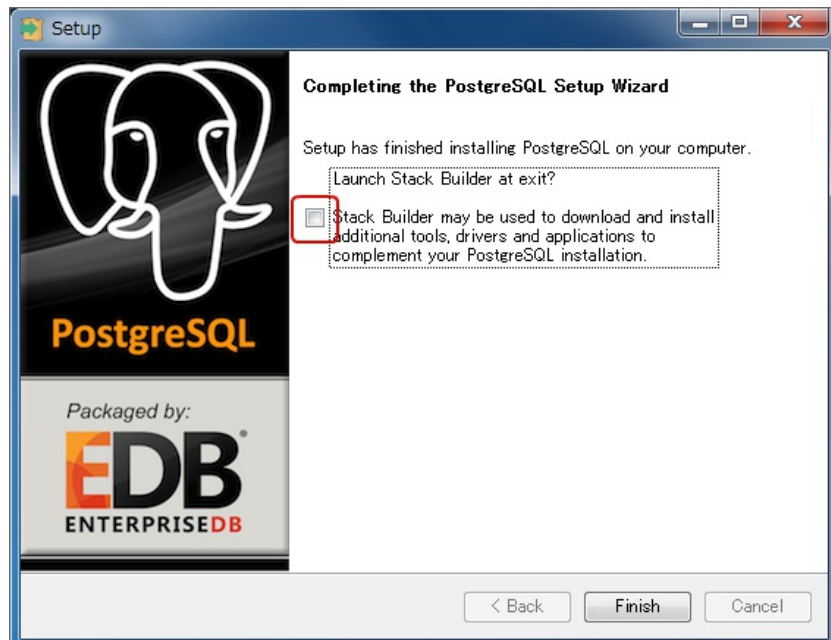 Setup
Completing the PostgreSQL Setup Wizard
Setup has finished installing PostgreSQL on your computer.
Launch Stack Builder at exit?
Stack Builder may be used to download and install
additional tools, drivers and applications to
complement your PostgreSQL installation.
PostgreSQL
Packaged by:
EDB®
ENTERPRISEDB
< Back
Finish
Cancel